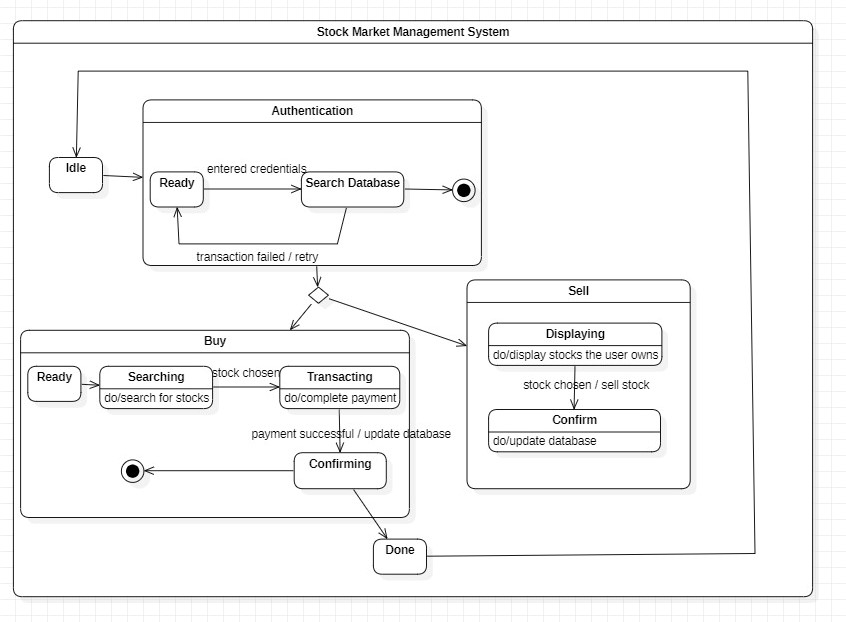 Stock Market Management System
Authentication
Idle
entered credentials
Ready
Search Database
transaction failed / retry
Sell
Displaying
do/display stocks the user owns
stock chosen / sell stock
Confirm
do/update database
Buy
Ready
Searching
do/search for stocks
stock chosen
Transacting
do/complete payment
payment successful / update database
Confirming
Done